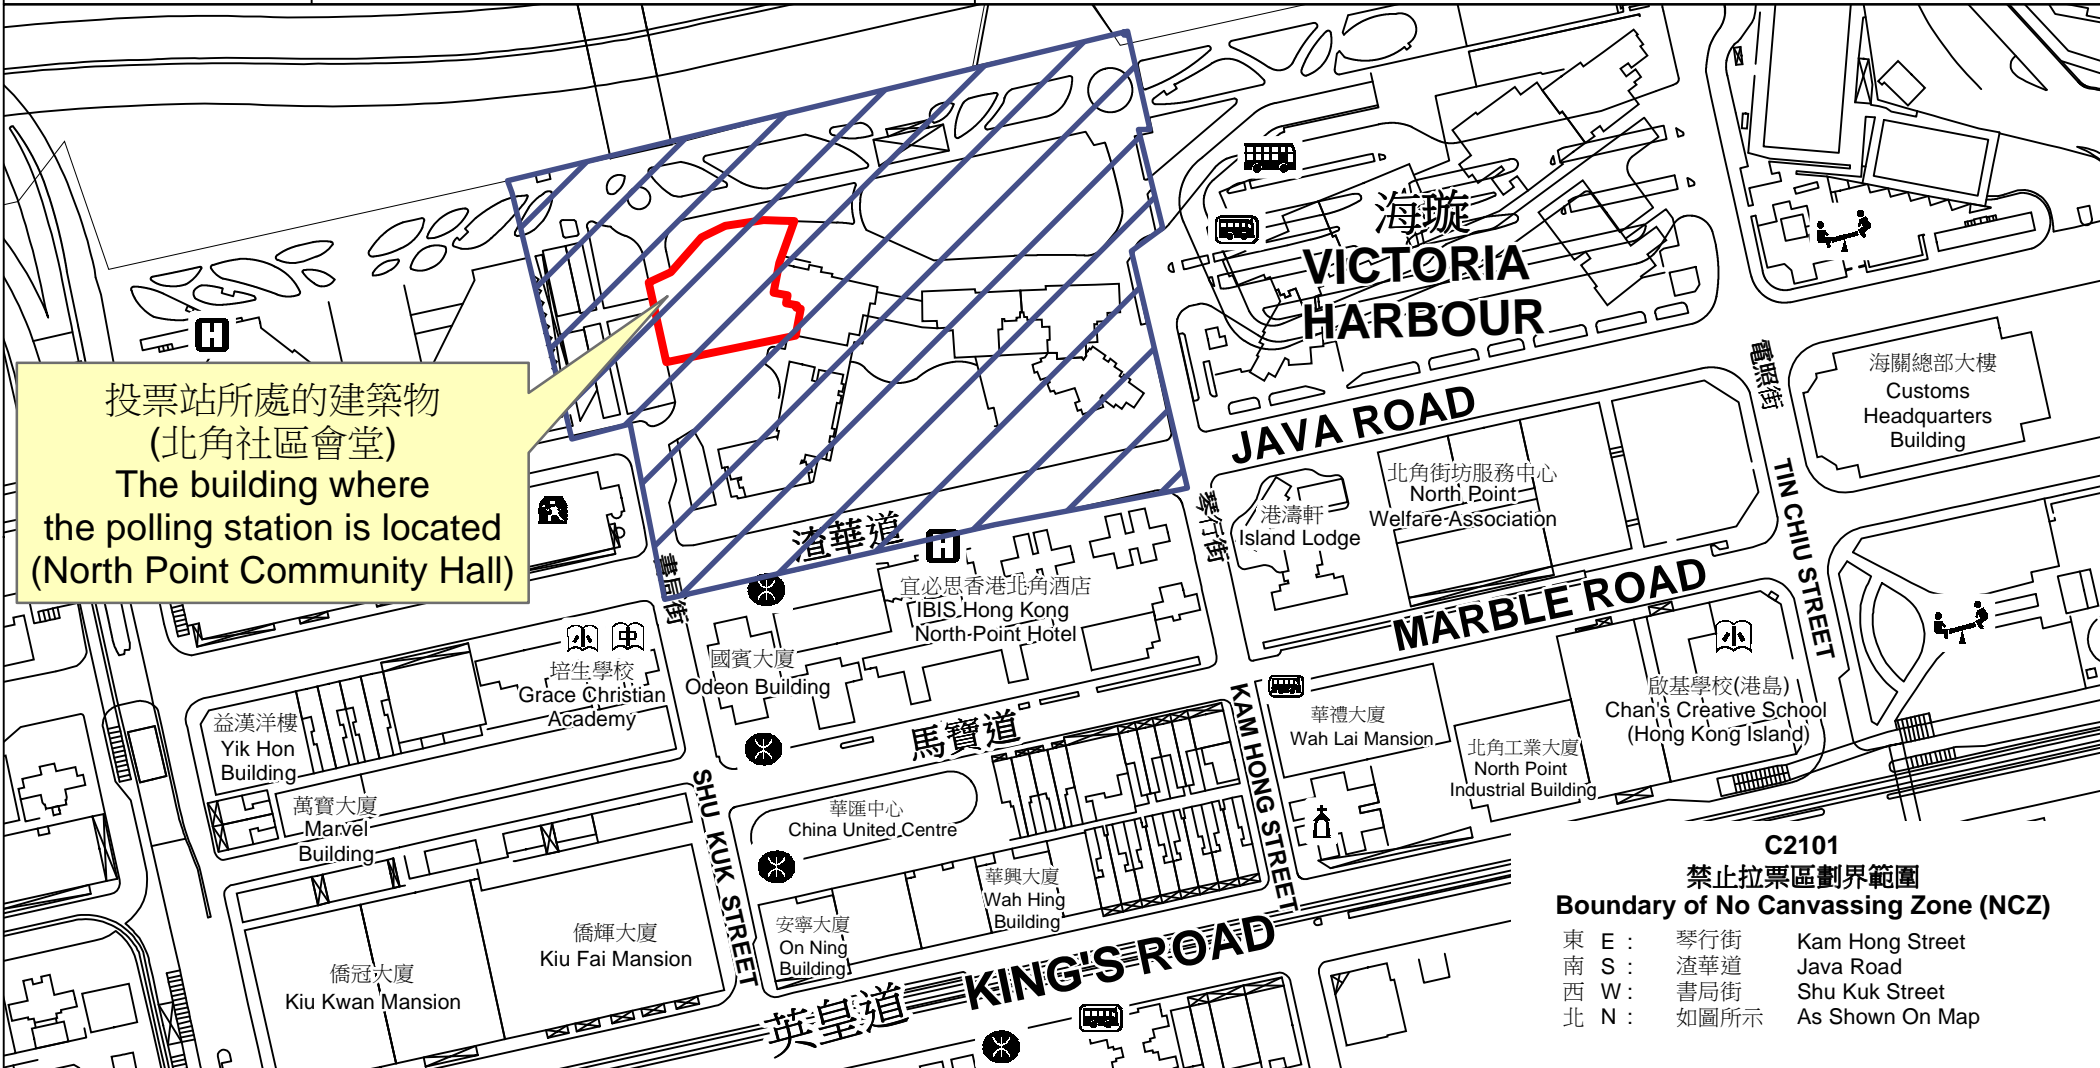 海璇
VICTORIA
HARBOUR
H
投票站所處的建築物
(北角社區會堂)
The building where
the polling station is located
(North Point Community Hall)
電照街
海關總部大樓
Customs
Headquarters
Building
JAVA ROAD
渣華道
H
琴行街
港濤軒
Island Lodge
北角街坊服務中心
North Point
Welfare Association
TIN CHIU STREET
書局街
宜必思香港北角酒店
IBIS Hong Kong
North Point Hotel
MARBLE ROAD
小
中
培生學校
Grace Christian
Academy
國賓大廈
Odeon Building
小
啟基學校(港島)
Chan's Creative School
(Hong Kong Island)
益漢洋樓
Yik Hon
Building
馬寶道
KAM HONG STREET
華禮大廈
Wah Lai Mansion
北角工業大廈
North Point
Industrial Building
萬寶大廈
Marvel
Building
SHU KUK STREET
華匯中心
China United Centre
華興大廈
Wah Hing
Building
僑輝大廈
Kiu Fai Mansion
安寧大廈
On Ning
Building
僑冠大廈
Kiu Kwan Mansion
英皇道
KING'S ROAD
C2101
禁止拉票區劃界範圍
Boundary of No Canvassing Zone (NCZ)
東 E : 琴行街 Kam Hong Street
南 S : 渣華道 Java Road
西 W : 書局街 Shu Kuk Street
北 N : 如圖所示 As Shown On Map